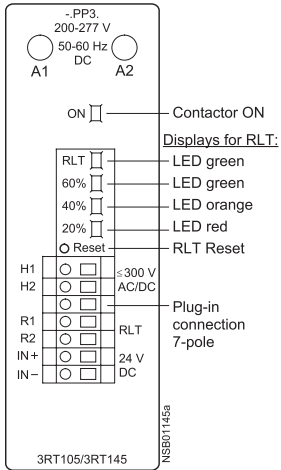 -.PP3.
200-277 V
50-60 Hz
DC
A1
A2
ON
Contactor ON
Displays for RLT:
RLT
LED green
60%
LED green
40%
LED orange
20%
LED red
Reset
RLT Reset
H1
≤300 V
H2
AC/DC
Plug-in
connection
7-pole
R1
RLT
R2
IN+
24 V
IN−
DC
3RT105/3RT145
NSB01145a